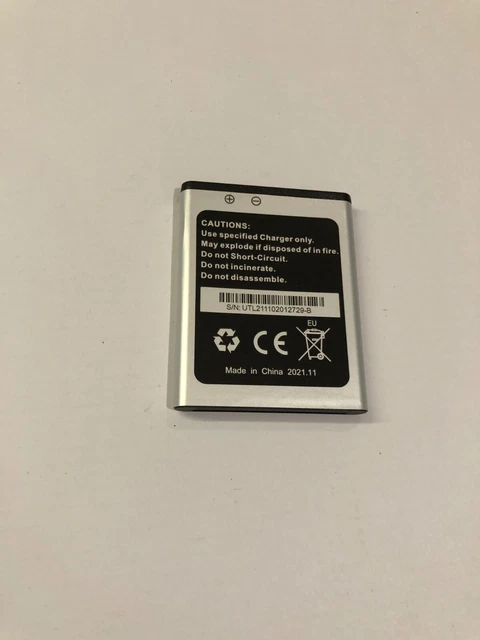 ⊕ ⊖
CAUTIONS:
Use specified Charger only.
May explode if disposed of in fire.
Do not Short-Circuit.
Do not incinerate.
Do not disassemble.
S/N: UTL211102012729-B
EU
CE
Made in China 2021.11